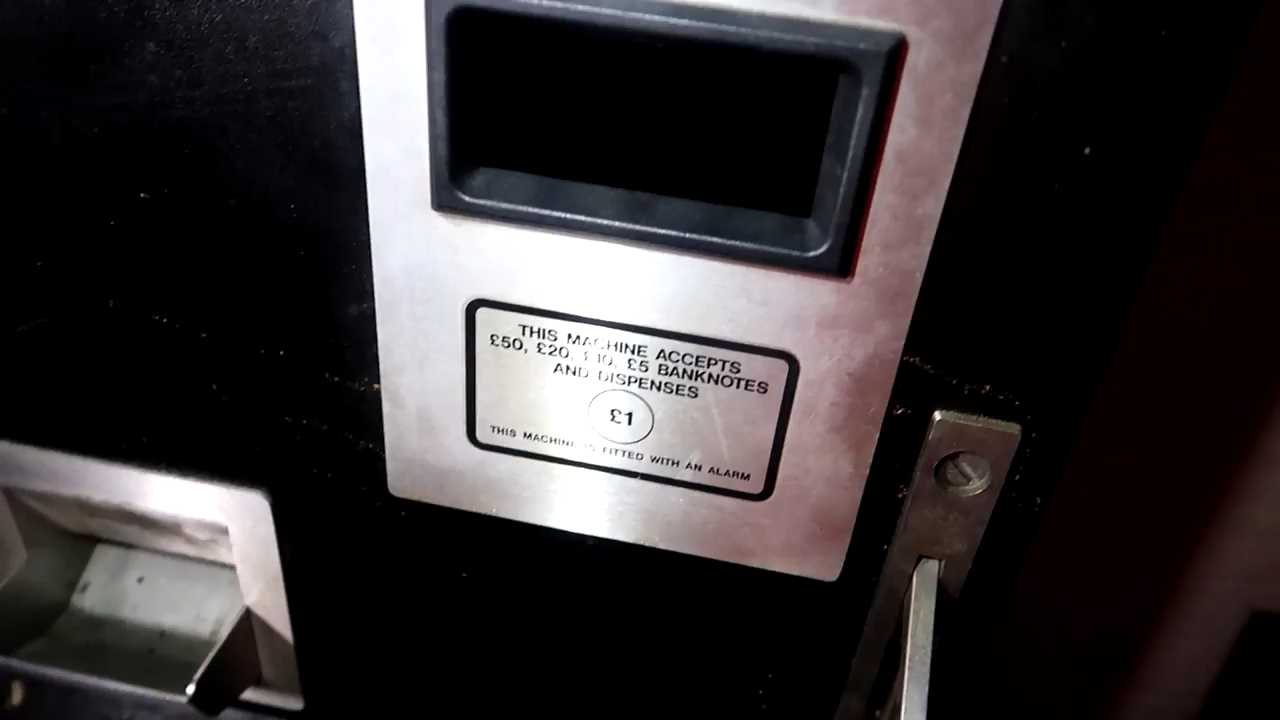 THIS MACHINE ACCEPTS
£50, £20, £10, £5 BANKNOTES
AND DISPENSES
£1
THIS MACHINE IS FITTED WITH AN ALARM